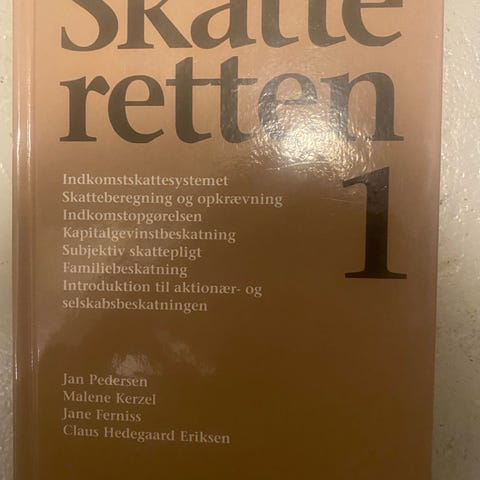 Skatte
retten
1
Indkomstskattesystemet
Skatteberegning og opkrævning
Indkomstopgørelsen
Kapitalgevinstbeskatning
Subjektiv skattepligt
Familiebeskatning
Introduktion til aktionær- og
selskabsbeskatningen
Jan Pedersen
Malene Kerzel
Jane Ferniss
Claus Hedegaard Eriksen